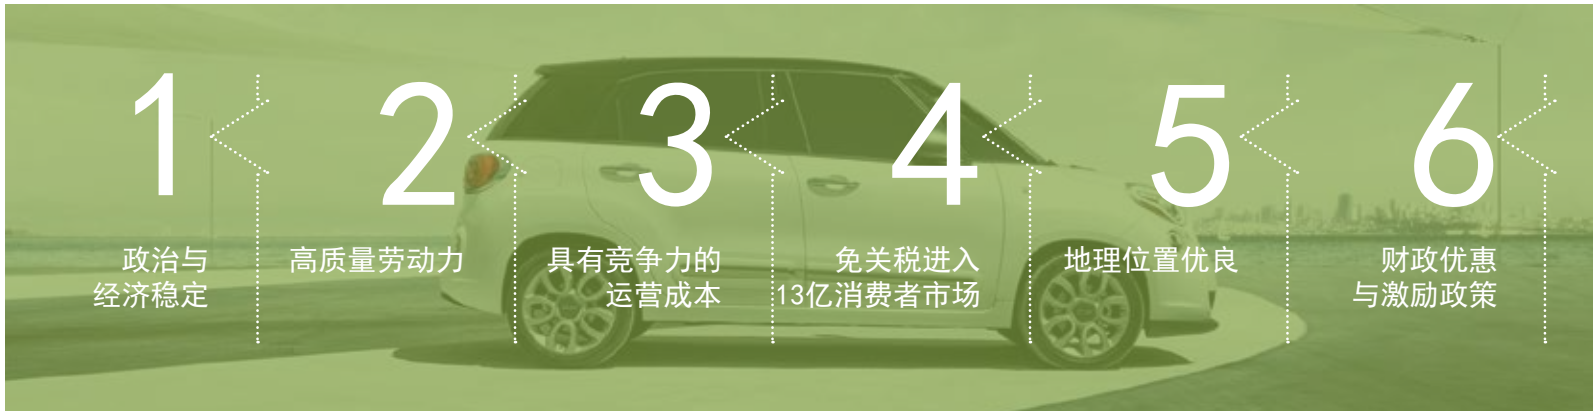 1
政治与
经济稳定
2
高质量劳动力
3
具有竞争力的
运营成本
4
免关税进入
13亿消费者市场
5
地理位置优良
6
财政优惠
与激励政策